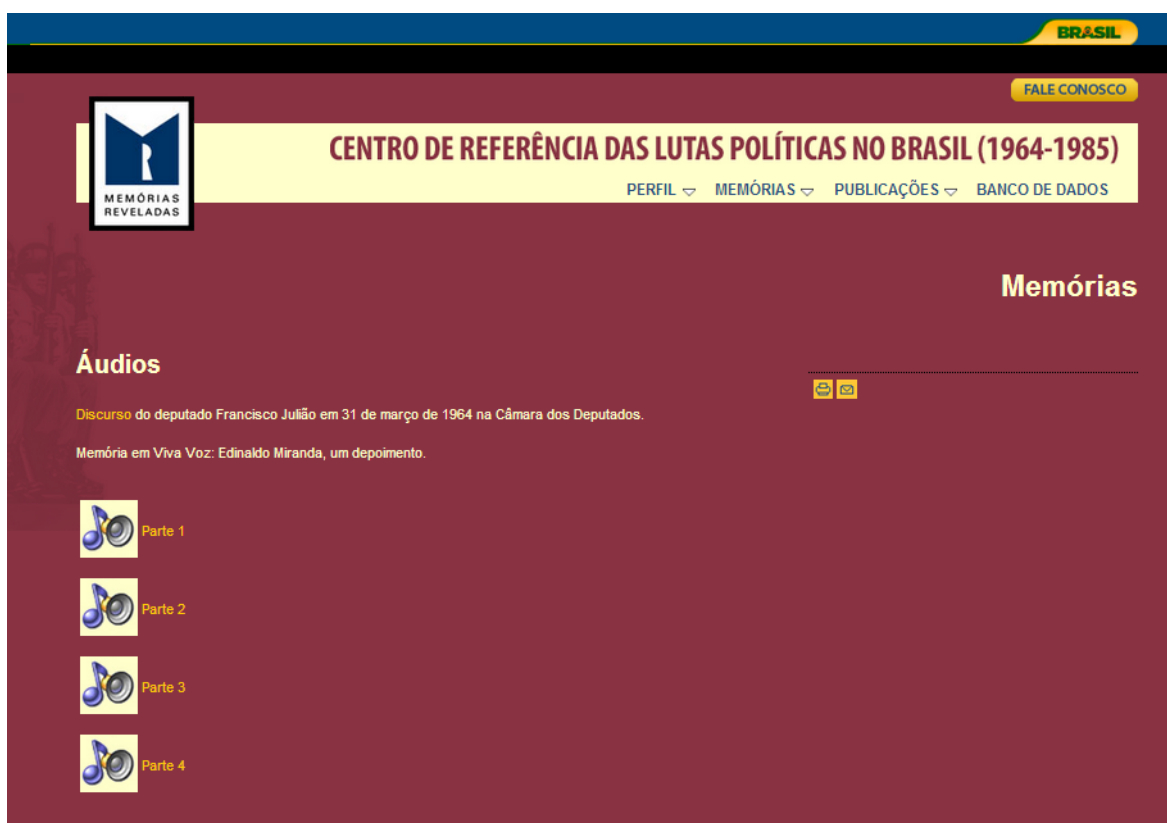 BRASIL
FALE CONOSCO
MEMÓRIAS
REVELADAS
CENTRO DE REFERÊNCIA DAS LUTAS POLÍTICAS NO BRASIL (1964-1985)
PERFIL MEMÓRIAS PUBLICAÇÕES BANCO DE DADOS
Memórias
Áudios
Discurso do deputado Francisco Julião em 31 de março de 1964 na Câmara dos Deputados.
Memória em Viva Voz: Edinaldo Miranda, um depoimento.
Parte 1
Parte 2
Parte 3
Parte 4